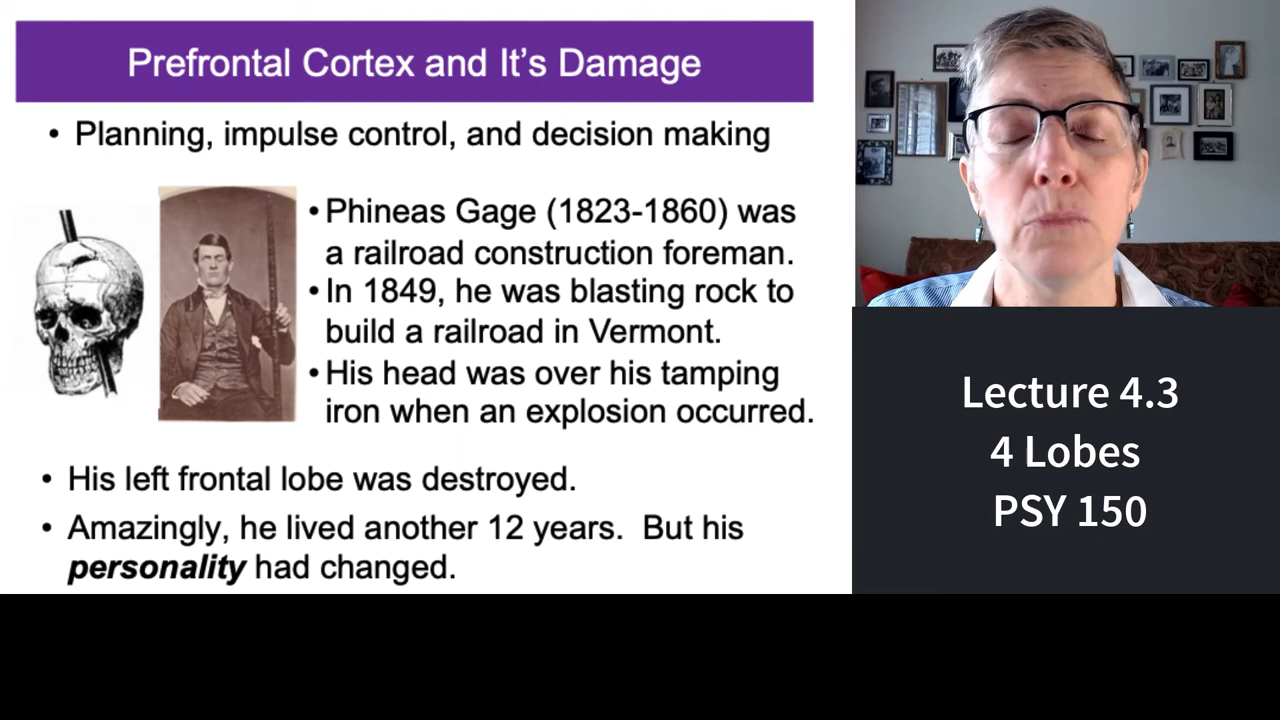 Prefrontal Cortex and It’s Damage
• Planning, impulse control, and decision making
• Phineas Gage (1823-1860) was
a railroad construction foreman.
• In 1849, he was blasting rock to
build a railroad in Vermont.
• His head was over his tamping
iron when an explosion occurred.
• His left frontal lobe was destroyed.
• Amazingly, he lived another 12 years.  But his
personality had changed.
Lecture 4.3
4 Lobes
PSY 150